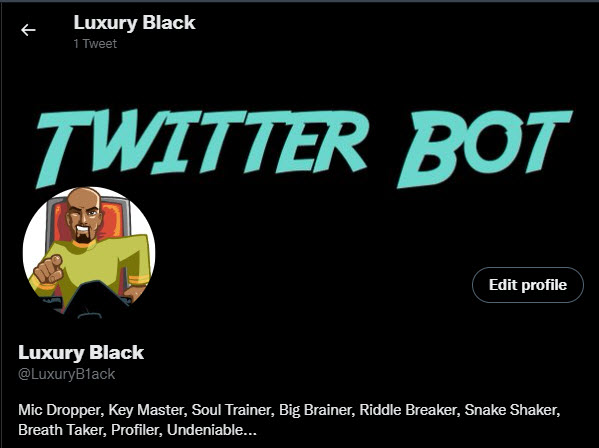 Luxury Black
1 Tweet
TWITTER BOT
Edit profile
Luxury Black
@LuxuryB1ack
Mic Dropper, Key Master, Soul Trainer, Big Brainer, Riddle Breaker, Snake Shaker,
Breath Taker, Profiler, Undeniable...